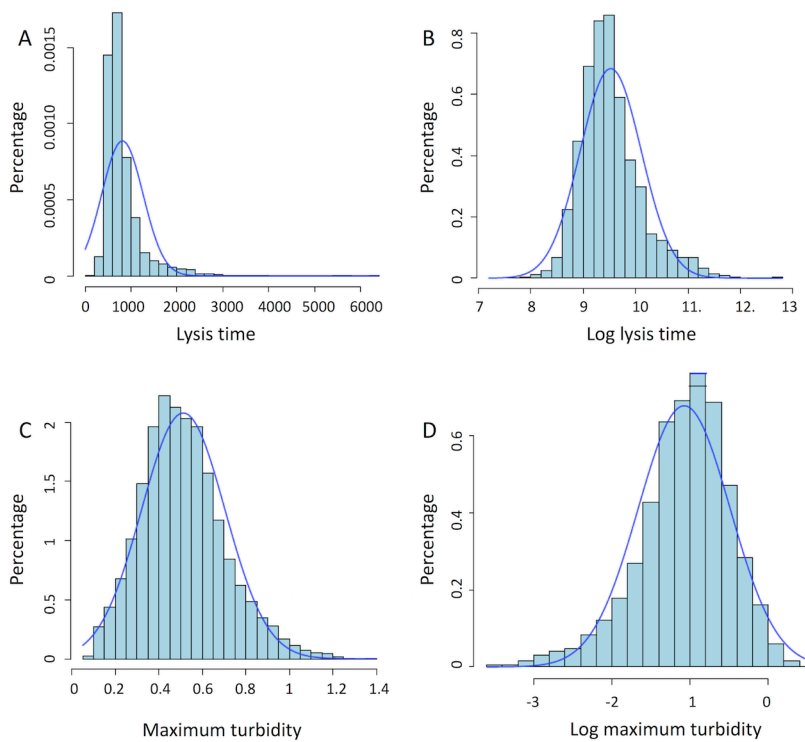 A
Percentage
0 0.0005 0.0010 0.0015
0 1000 2000 3000 4000 5000 6000
Lysis time
B
Percentage
0 0.2 0.4 0.6 0.8
7 8 9 10 11. 12. 13
Log lysis time
C
Percentage
0 0.5 1 1.5 2
0 0.2 0.4 0.6 0.8 1 1.2 1.4
Maximum turbidity
D
Percentage
0 0.2 0.4 0.6
-3 -2 1 0
Log maximum turbidity